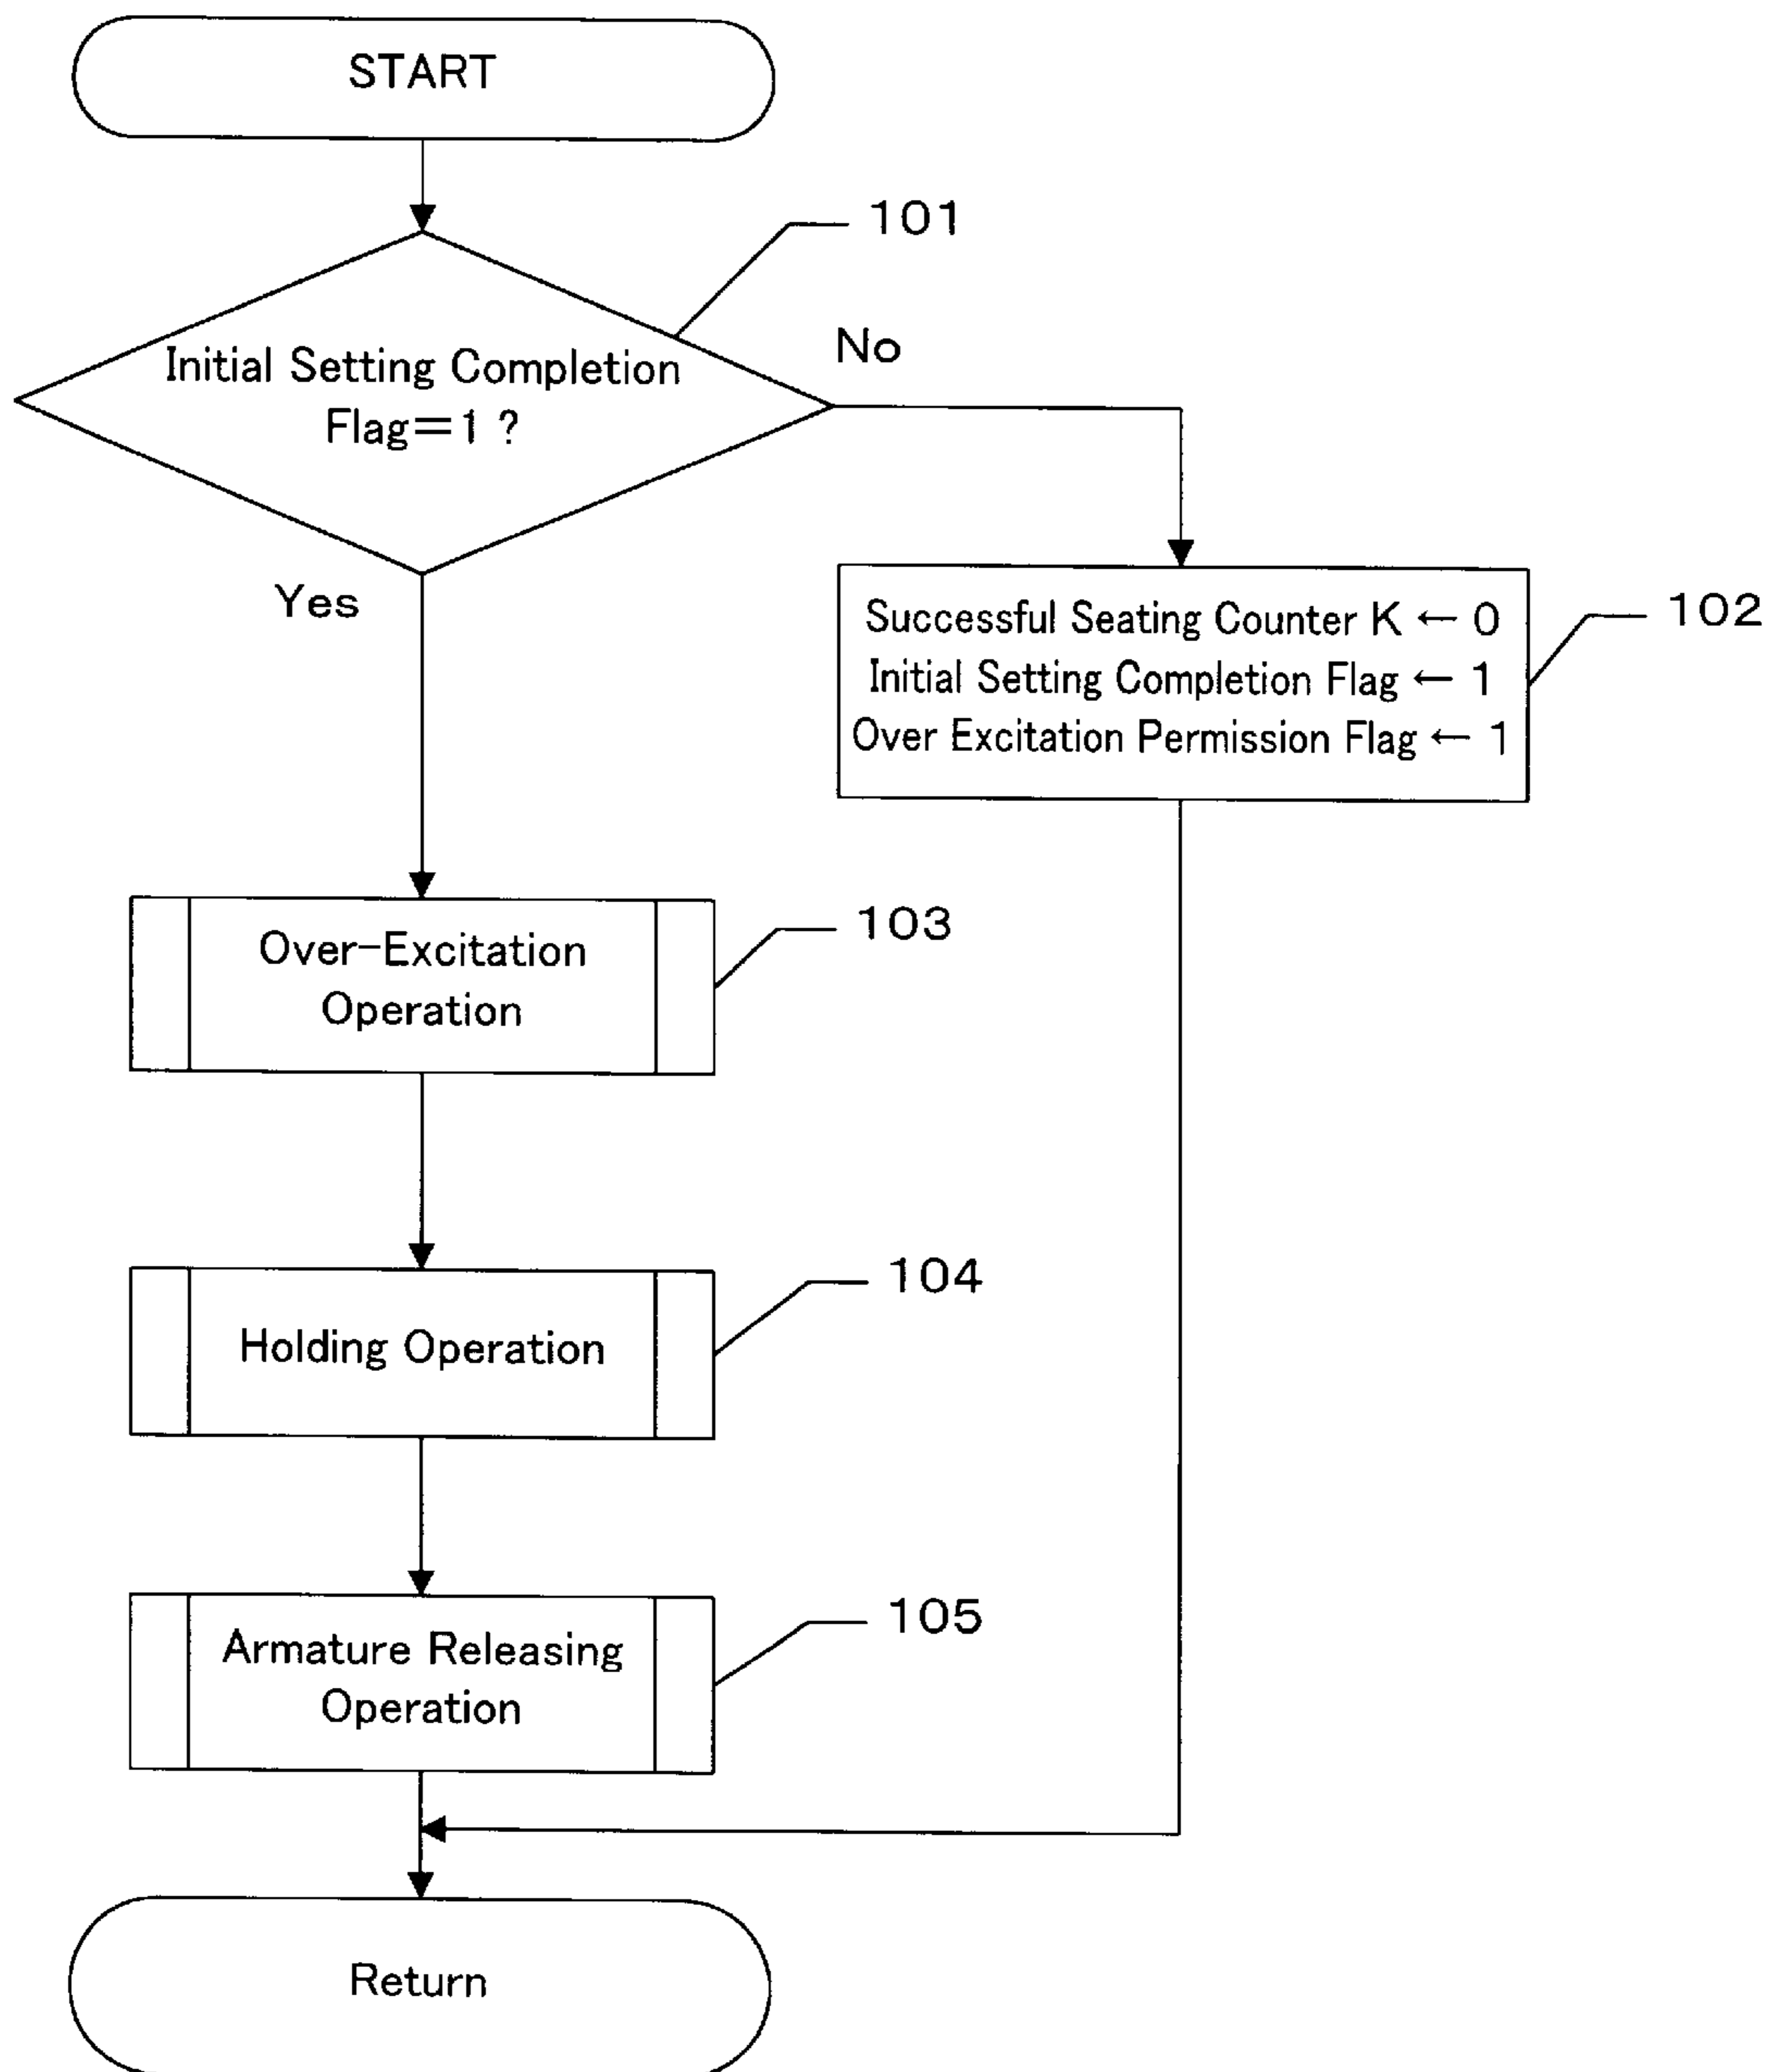 START
101
Initial Setting Completion
Flag=1 ?
No
Yes
Successful Seating Counter K ← 0
Initial Setting Completion Flag ← 1
Over Excitation Permission Flag ← 1
102
Over-Excitation
Operation
103
Holding Operation
104
Armature Releasing
Operation
105
Return